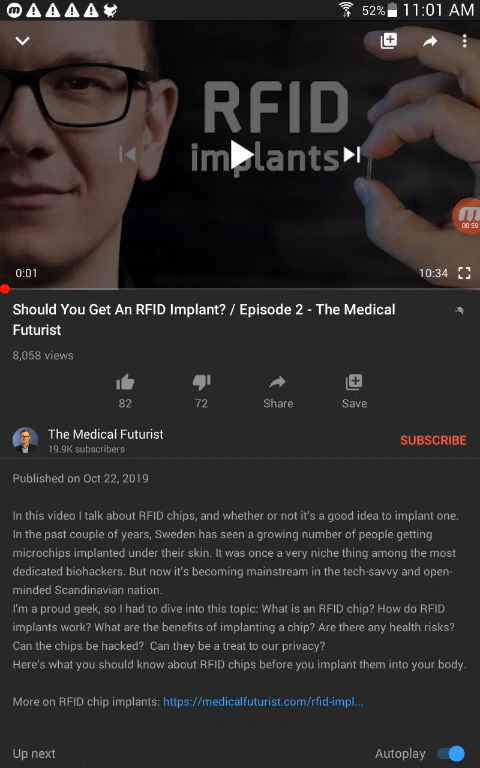 52% 11:01 AM
RFID
implants
00:59
0:01 10:34
Should You Get An RFID Implant? / Episode 2 - The Medical
Futurist
8,058 views
82 72 Share Save
The Medical Futurist
19.9K subscribers
SUBSCRIBE
Published on Oct 22, 2019
In this video I talk about RFID chips, and whether or not it's a good idea to implant one.
In the past couple of years, Sweden has seen a growing number of people getting
microchips implanted under their skin. It was once a very niche thing among the most
dedicated biohackers. But now it's becoming mainstream in the tech-savvy and open-
minded Scandinavian nation.
I'm a proud geek, so I had to dive into this topic: What is an RFID chip? How do RFID
implants work? What are the benefits of implanting a chip? Are there any health risks?
Can the chips be hacked?  Can they be a treat to our privacy?
Here's what you should know about RFID chips before you implant them into your body.
More on RFID chip implants: https://medicalfuturist.com/rfid-impl...
Up next Autoplay